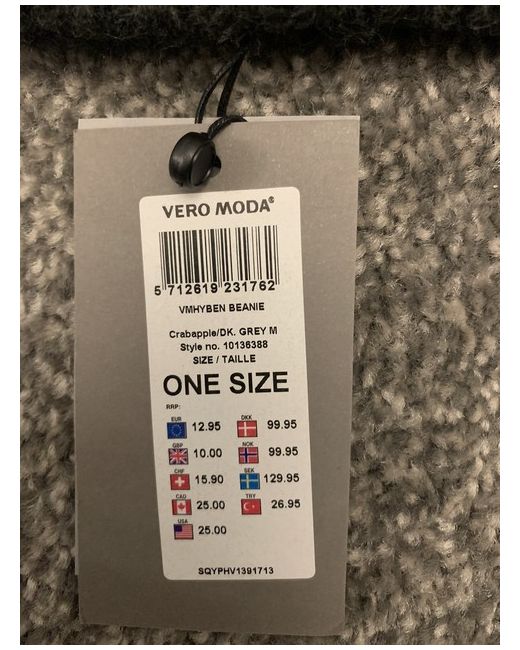 VERO MODA®
5 712619 231762
VMHYBEN BEANIE
Crabapple/DK. GREY M
Style no. 10136388
SIZE / TAILLE
ONE SIZE
RRP:
EUR 12.95 DKK 99.95
GBP 10.00 NOK 99.95
CHF 15.90 SEK 129.95
CAD 25.00 TRY 26.95
USA 25.00
SQYPHV1391713